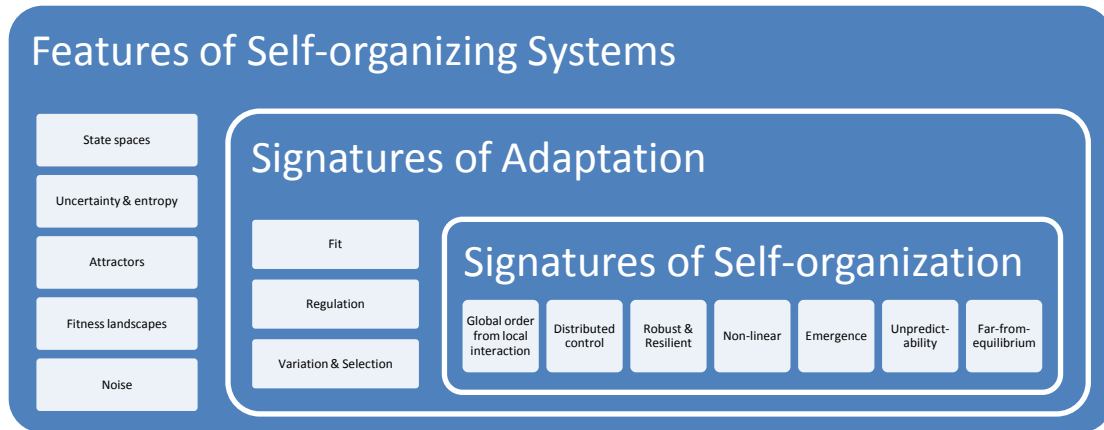 Features of Self-organizing Systems
State spaces
Uncertainty & entropy
Attractors
Fitness landscapes
Noise
Signatures of Adaptation
Fit
Regulation
Variation & Selection
Signatures of Self-organization
Global order
from local
interaction
Distributed
control
Robust &
Resilient
Non-linear
Emergence
Unpredict-
ability
Far-from-
equilibrium